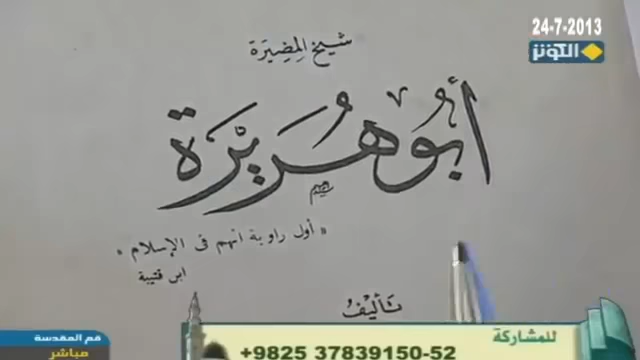 24-7-2013
الكوثر
شيخ المضيرة
أبو هريرة
« أول راوية اتهم فى الإسلام »
ابن قتيبة
تأليف
قم المقدسة
مباشر
للمشاركة
+9825 37839150-52